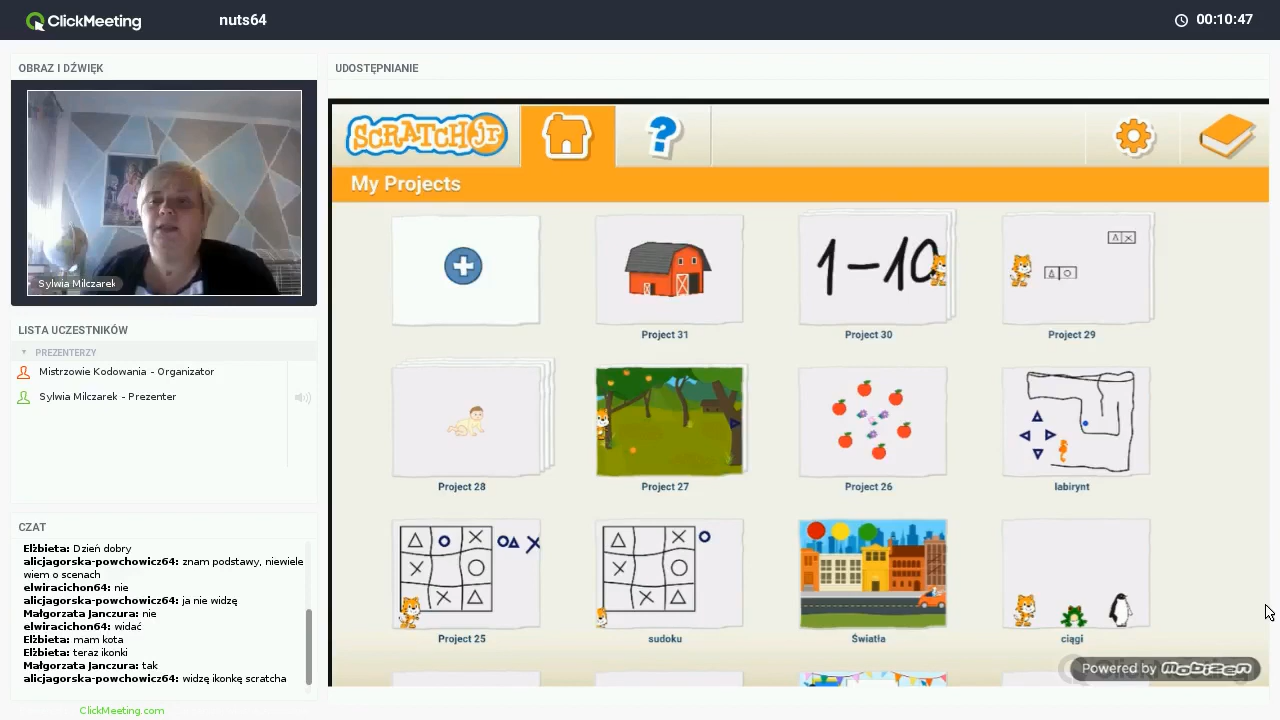 ClickMeeting
nuts64
00:10:47
OBRAZ I DŹWIĘK
Sylwia Milczarek
LISTA UCZESTNIKÓW
PREZENTERZY
Mistrzowie Kodowania - Organizator
Sylwia Milczarek - Prezenter
CZAT
Elżbieta: Dzień dobry
alicjagorska-powchowicz64: znam podstawy, niewiele
wiem o scenach
elwiracichon64: nie
alicjagorska-powchowicz64: ja nie widzę
Małgorzata Janczura: nie
elwiracichon64: widać
Elżbieta: mam kota
Elżbieta: teraz ikonki
Małgorzata Janczura: tak
alicjagorska-powchowicz64: widzę ikonkę scratcha
ClickMeeting.com
UDOSTĘPNIANIE
SCRATCH jr
?
My Projects
1-10
Project 31
Project 30
Project 29
Project 28
Project 27
Project 26
labirynt
Project 25
sudoku
Światła
ciągi
Powered by Mobizen